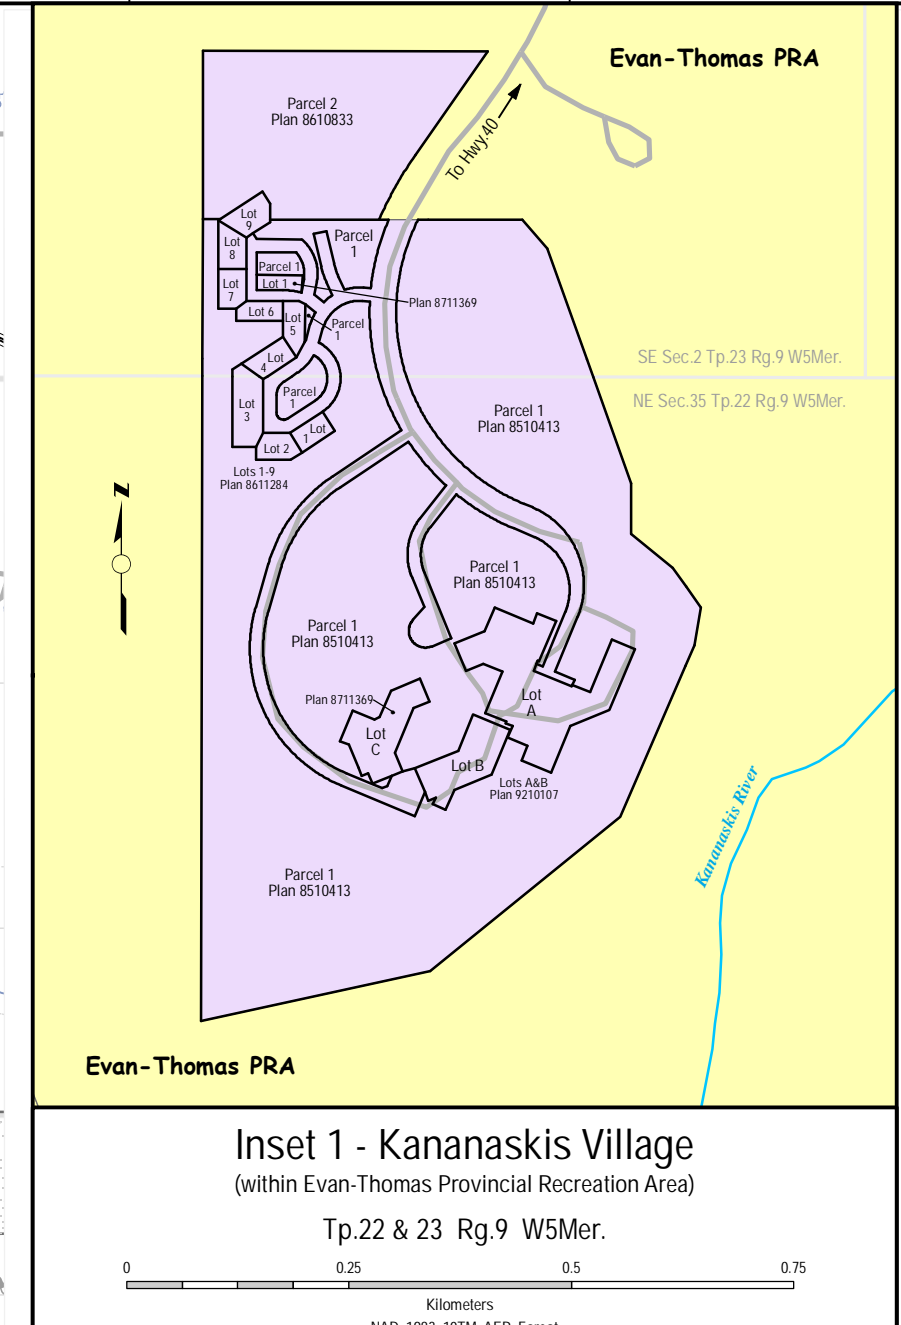 Evan-Thomas PRA
Parcel 2
Plan 8610833
To Hwy.40
Lot
9
Parcel
1
Lot
8
Parcel 1
Lot 1
Lot
7
Plan 8711369
Lot 6
Lot
5
Parcel
1
SE Sec.2 Tp.23 Rg.9 W5Mer.
Lot
4
NE Sec.35 Tp.22 Rg.9 W5Mer.
Parcel
1
Lot
3
Parcel 1
Plan 8510413
Lot
1
Lot 2
Lots 1-9
Plan 8611284
N
Parcel 1
Plan 8510413
Parcel 1
Plan 8510413
Plan 8711369
Lot
A
Lot
C
Lot B
Lots A&B
Plan 9210107
Kananaskis River
Parcel 1
Plan 8510413
Evan-Thomas PRA
Inset 1 - Kananaskis Village
(within Evan-Thomas Provincial Recreation Area)
Tp.22 & 23 Rg.9 W5Mer.
0 0.25 0.5 0.75
Kilometers